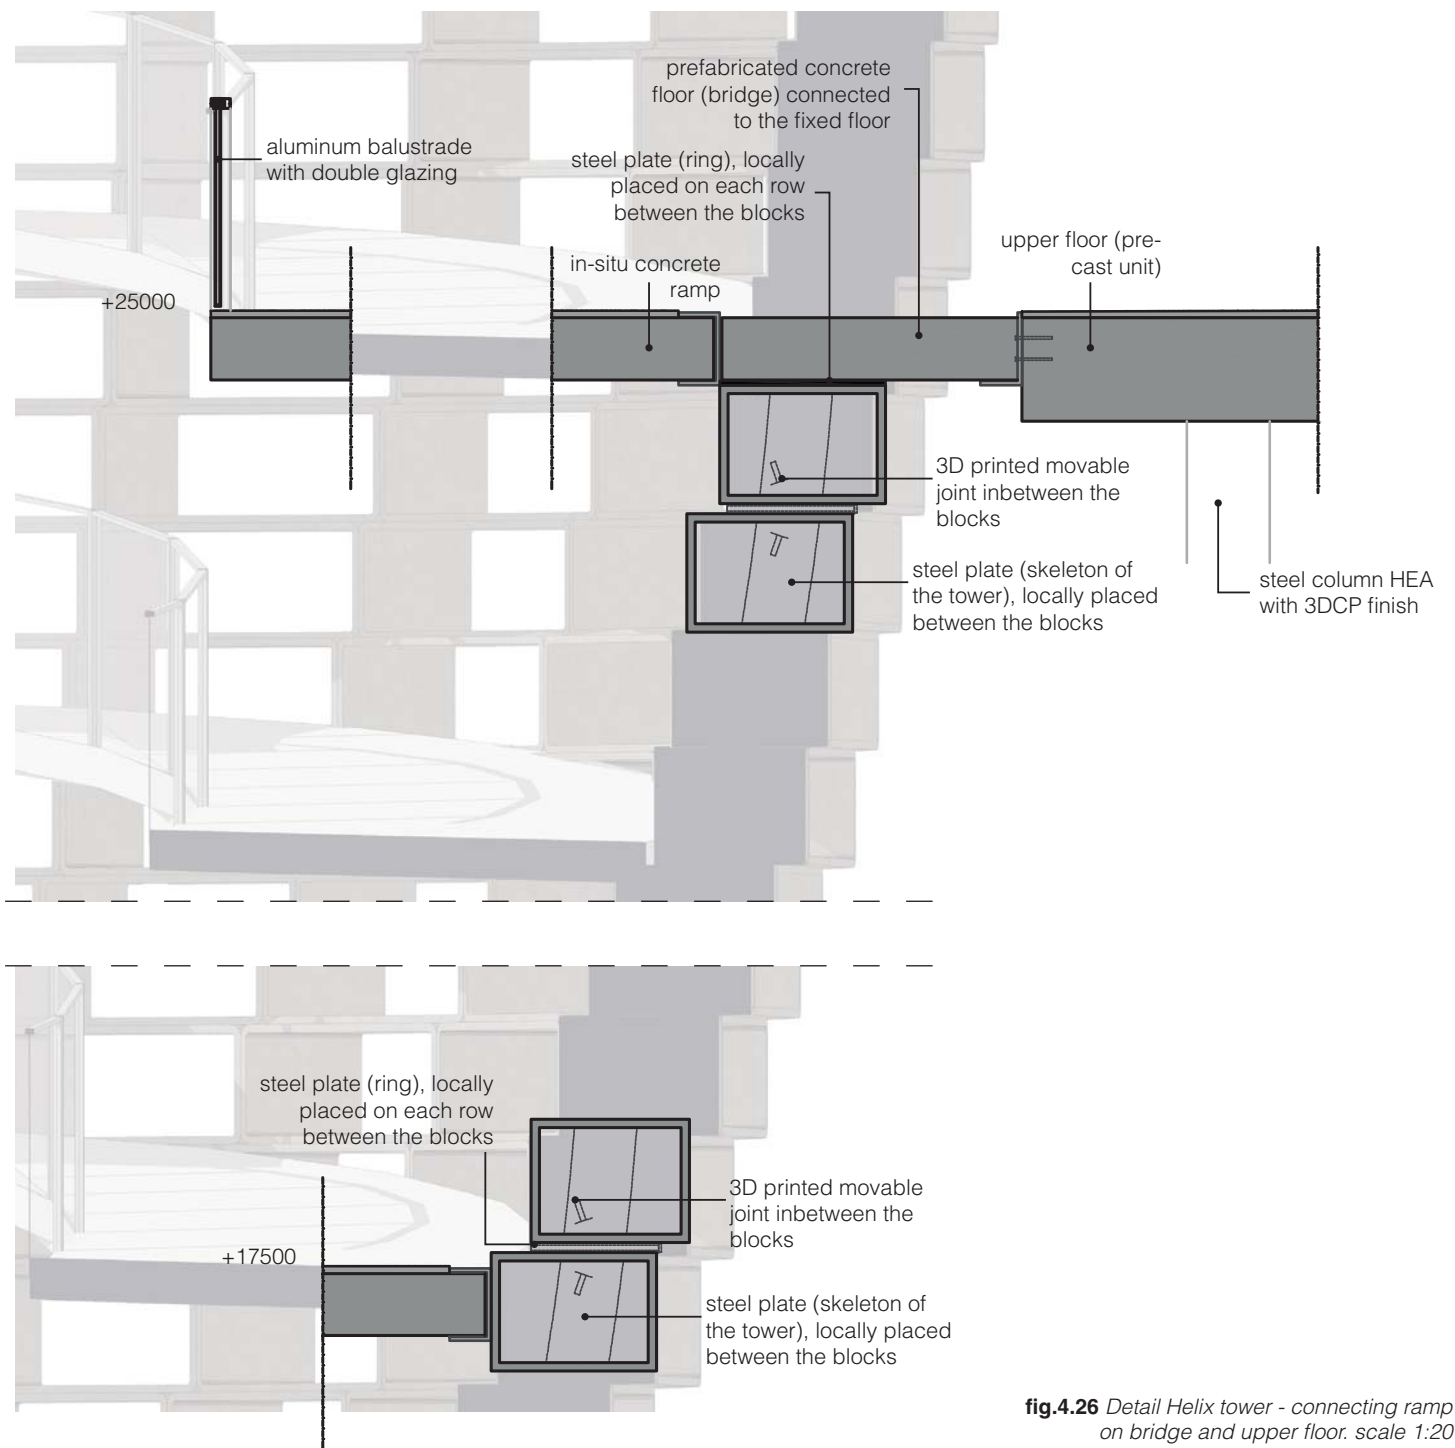 prefabricated concrete
floor (bridge) connected
to the fixed floor
aluminum balustrade
with double glazing
steel plate (ring), locally
placed on each row
between the blocks
upper floor (pre-
cast unit)
in-situ concrete
ramp
+25000
3D printed movable
joint inbetween the
blocks
steel plate (skeleton of
the tower), locally placed
between the blocks
steel column HEA
with 3DCP finish
steel plate (ring), locally
placed on each row
between the blocks
3D printed movable
joint inbetween the
blocks
+17500
steel plate (skeleton of
the tower), locally placed
between the blocks
fig.4.26 Detail Helix tower - connecting ramp
on bridge and upper floor. scale 1:20